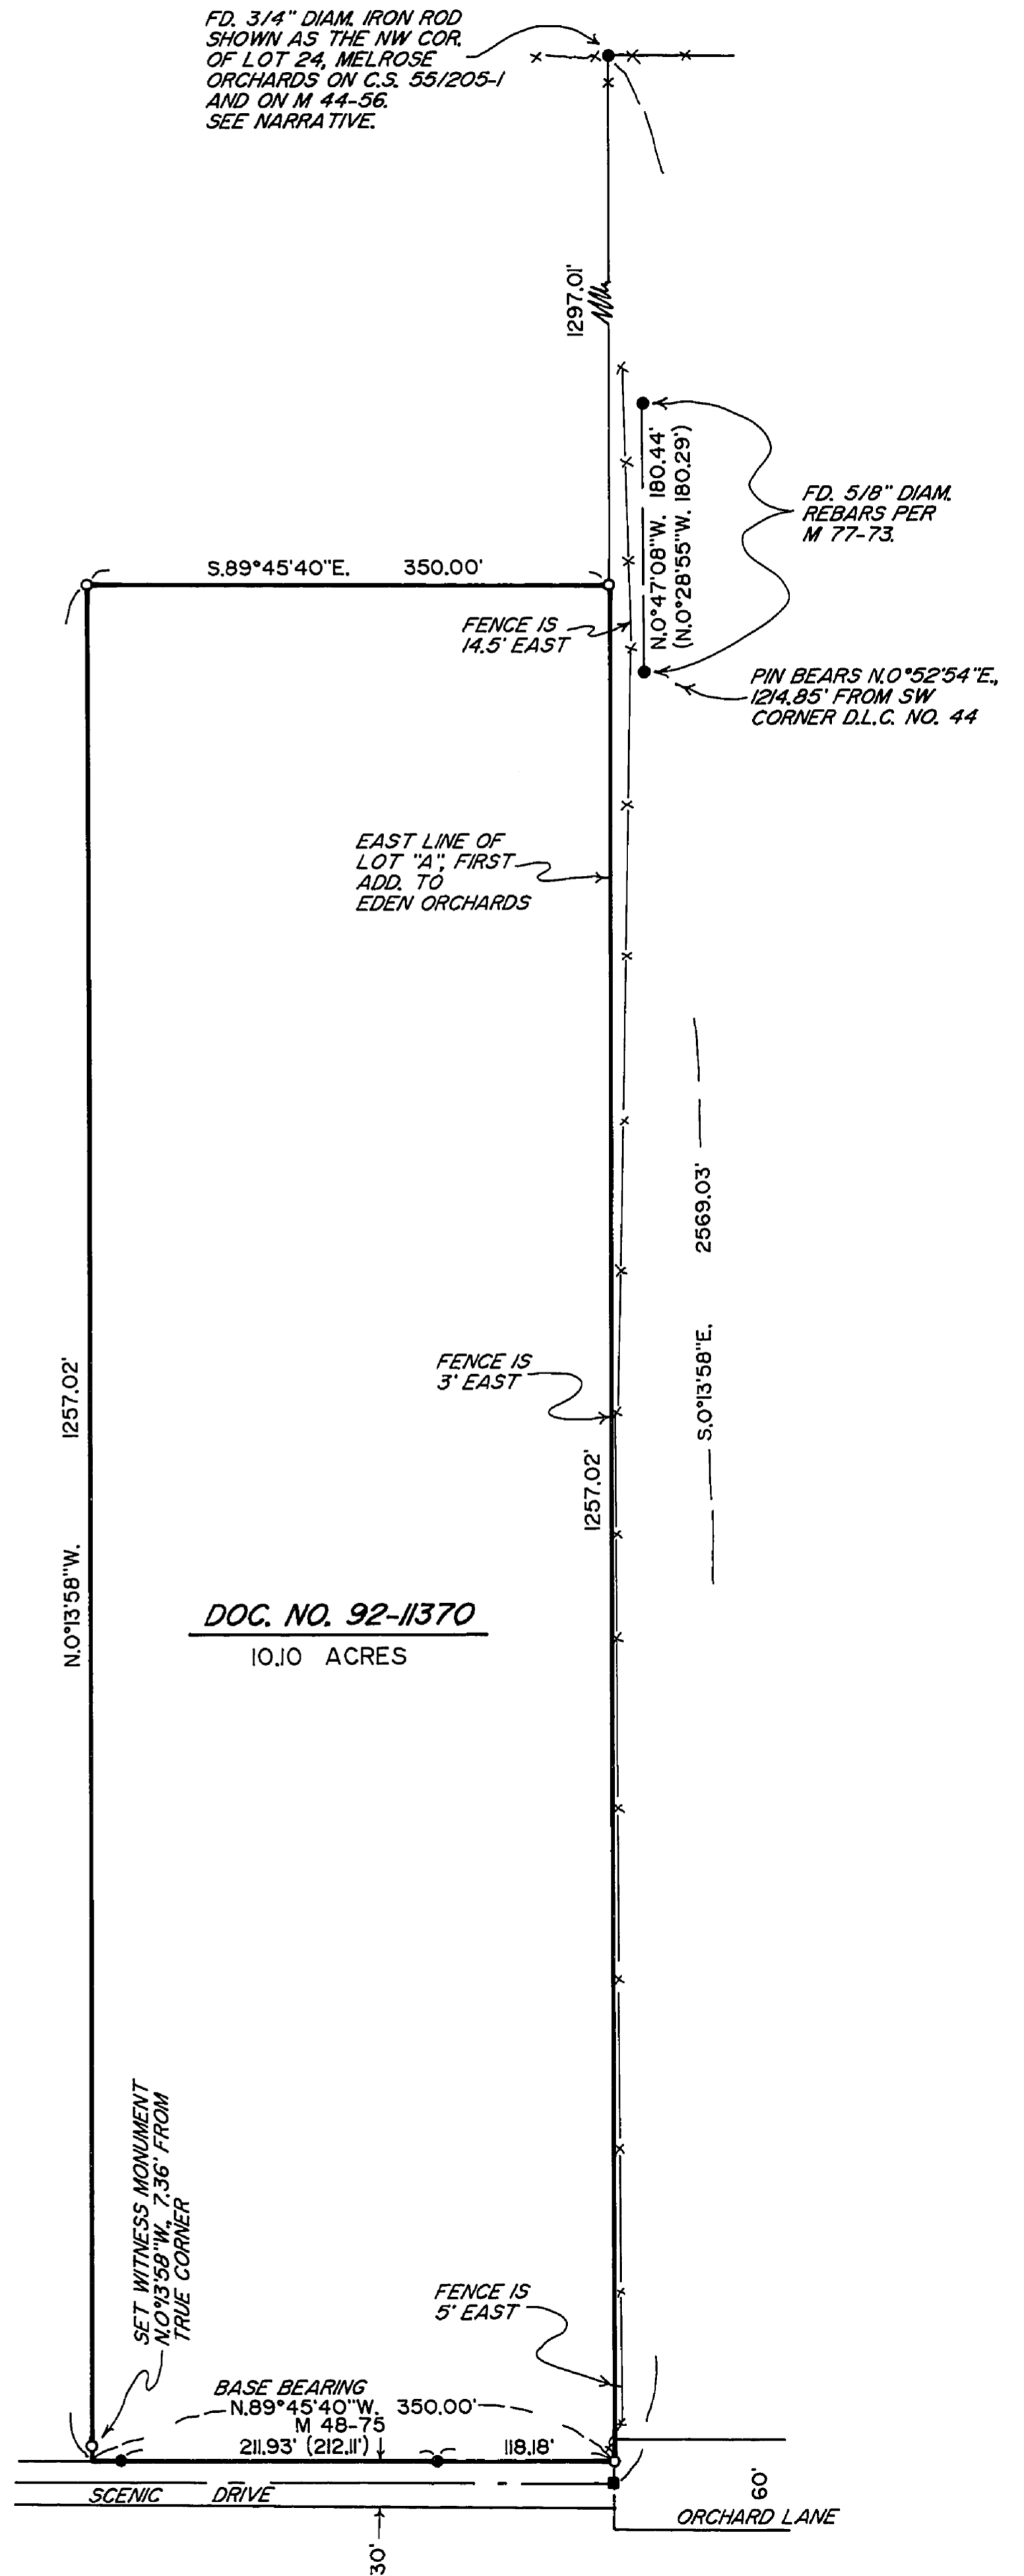 FD. 3/4" DIAM. IRON ROD
SHOWN AS THE NW COR.
OF LOT 24, MELROSE
ORCHARDS ON C.S. 551/205-1
AND ON M 44-56.
SEE NARRATIVE.
1297.01'
N.0°47'08"W. 180.44'
(N.0°28'55"W. 180.29')
FD. 5/8" DIAM.
REBARS PER
M 77-73.
S.89°45'40"E. 350.00'
FENCE IS
14.5' EAST
PIN BEARS N.0°52'54"E.,
1214.85' FROM SW
CORNER D.L.C. NO. 44
EAST LINE OF
LOT "A", FIRST
ADD. TO
EDEN ORCHARDS
S.0°13'58"E. 2569.03'
FENCE IS
3' EAST
N.0°13'58"W. 1257.02'
1257.02'
DOC. NO. 92-11370
10.10 ACRES
SET WITNESS MONUMENT
N.0°13'58"W., 7.36' FROM
TRUE CORNER
FENCE IS
5' EAST
BASE BEARING
N.89°45'40"W. 350.00'
M 48-75
211.93' (212.11') 118.18'
SCENIC DRIVE
30'
60'
ORCHARD LANE